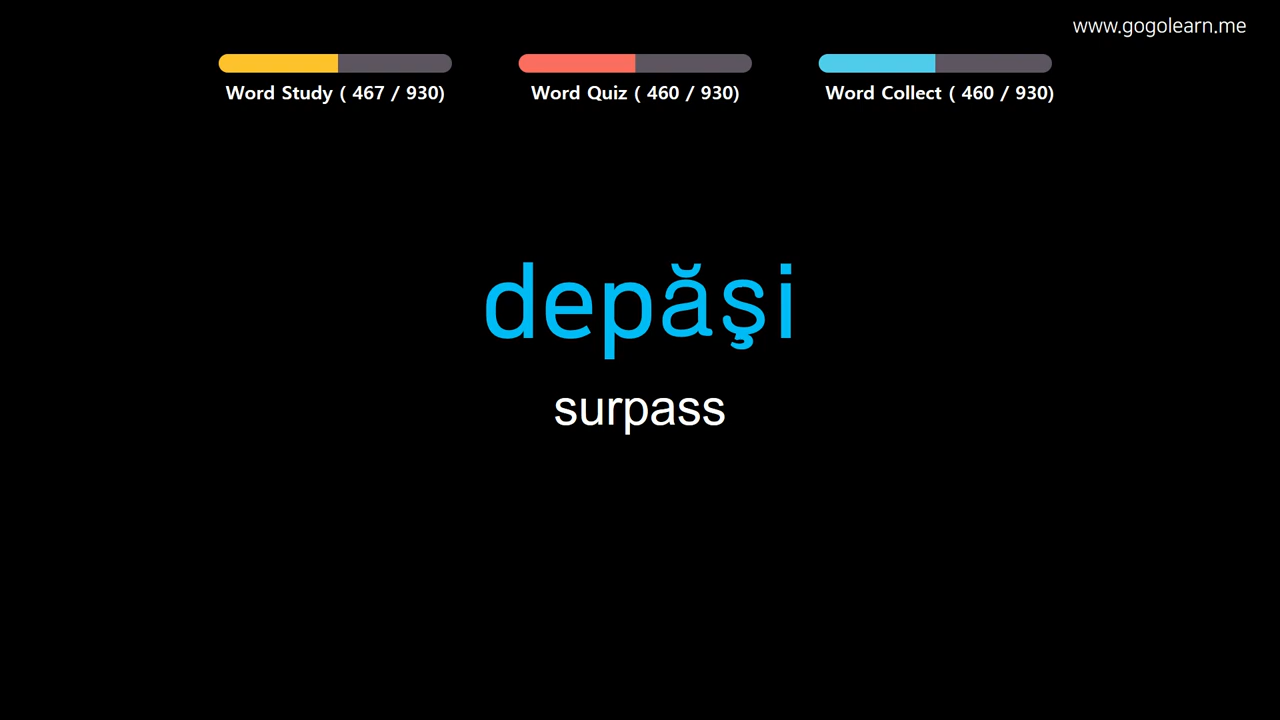 www.gogolearn.me
Word Study ( 467 / 930)
Word Quiz ( 460 / 930)
Word Collect ( 460 / 930)
depăşi
surpass